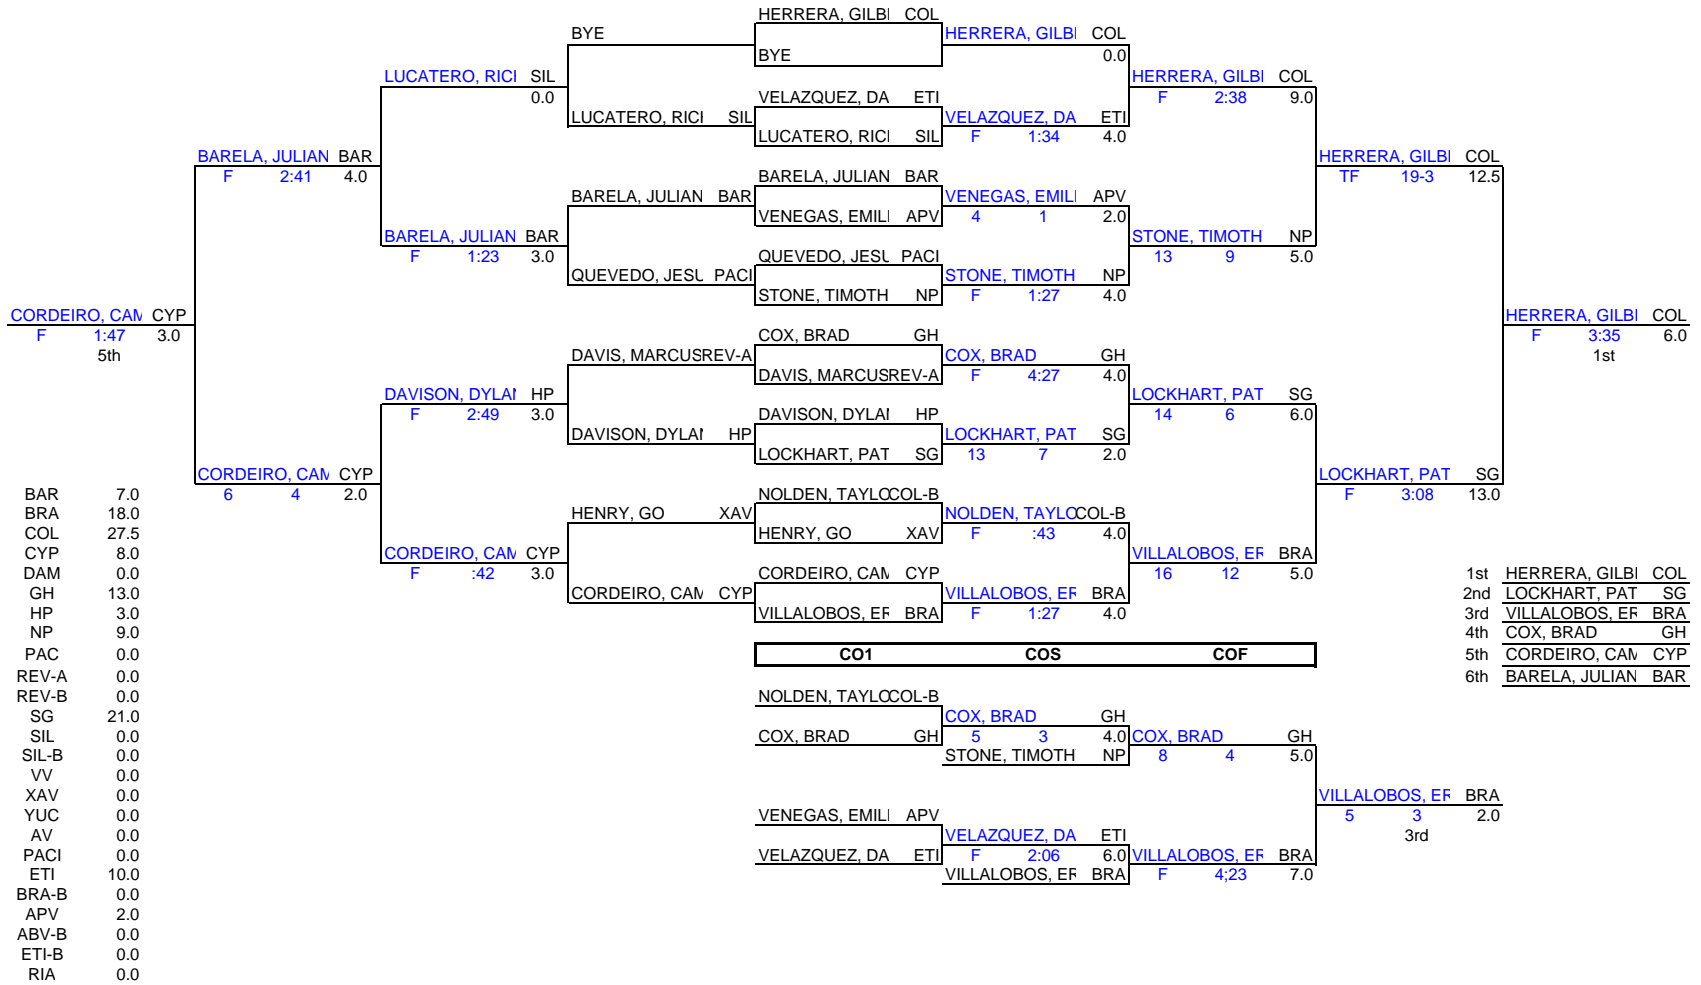 HERRERA, GILBI COL
BYE HERRERA, GILBI COL
BYE 0.0
LUCATERO, RICI SIL HERRERA, GILBI COL
0.0 VELAZQUEZ, DA ETI F 2:38 9.0
LUCATERO, RICI SIL VELAZQUEZ, DA ETI
LUCATERO, RICI SIL F 1:34 4.0
BARELA, JULIAN BAR HERRERA, GILBI COL
F 2:41 4.0 BARELA, JULIAN BAR TF 19-3 12.5
BARELA, JULIAN BAR VENEGAS, EMILI APV
VENEGAS, EMILI APV 4 1 2.0
BARELA, JULIAN BAR STONE, TIMOTH NP
F 1:23 3.0 QUEVEDO, JESU PACI 13 9 5.0
QUEVEDO, JESU PACI STONE, TIMOTH NP
STONE, TIMOTH NP F 1:27 4.0
CORDEIRO, CAM CYP HERRERA, GILBI COL
F 1:47 3.0 COX, BRAD GH F 3:35 6.0
5th DAVIS, MARCUS REV-A COX, BRAD GH 1st
DAVIS, MARCUS REV-A F 4:27 4.0
DAVISON, DYLAN HP LOCKHART, PAT SG
F 2:49 3.0 DAVISON, DYLAN HP 14 6 6.0
DAVISON, DYLAN HP LOCKHART, PAT SG
LOCKHART, PAT SG 13 7 2.0
CORDEIRO, CAM CYP LOCKHART, PAT SG
6 4 2.0 NOLDEN, TAYLO COL-B F 3:08 13.0
HENRY, GO XAV NOLDEN, TAYLO COL-B
HENRY, GO XAV F :43 4.0
CORDEIRO, CAM CYP VILLALOBOS, ER BRA
F :42 3.0 CORDEIRO, CAM CYP 16 12 5.0
CORDEIRO, CAM CYP VILLALOBOS, ER BRA
VILLALOBOS, ER BRA F 1:27 4.0
BAR 7.0
BRA 18.0
COL 27.5
CYP 8.0
DAM 0.0
GH 13.0
HP 3.0
NP 9.0
PAC 0.0
REV-A 0.0
REV-B 0.0
SG 21.0
SIL 0.0
SIL-B 0.0
VV 0.0
XAV 0.0
YUC 0.0
AV 0.0
PACI 0.0
ETI 10.0
BRA-B 0.0
APV 2.0
ABV-B 0.0
ETI-B 0.0
RIA 0.0
1st HERRERA, GILBI COL
2nd LOCKHART, PAT SG
3rd VILLALOBOS, ER BRA
4th COX, BRAD GH
5th CORDEIRO, CAM CYP
6th BARELA, JULIAN BAR
CO1 COS COF
NOLDEN, TAYLO COL-B
COX, BRAD GH
COX, BRAD GH 5 3 4.0 COX, BRAD GH
STONE, TIMOTH NP 8 4 5.0
VILLALOBOS, ER BRA
VENEGAS, EMILI APV 5 3 2.0
VELAZQUEZ, DA ETI 3rd
VELAZQUEZ, DA ETI F 2:06 6.0 VILLALOBOS, ER BRA
VILLALOBOS, ER BRA F 4;23 7.0